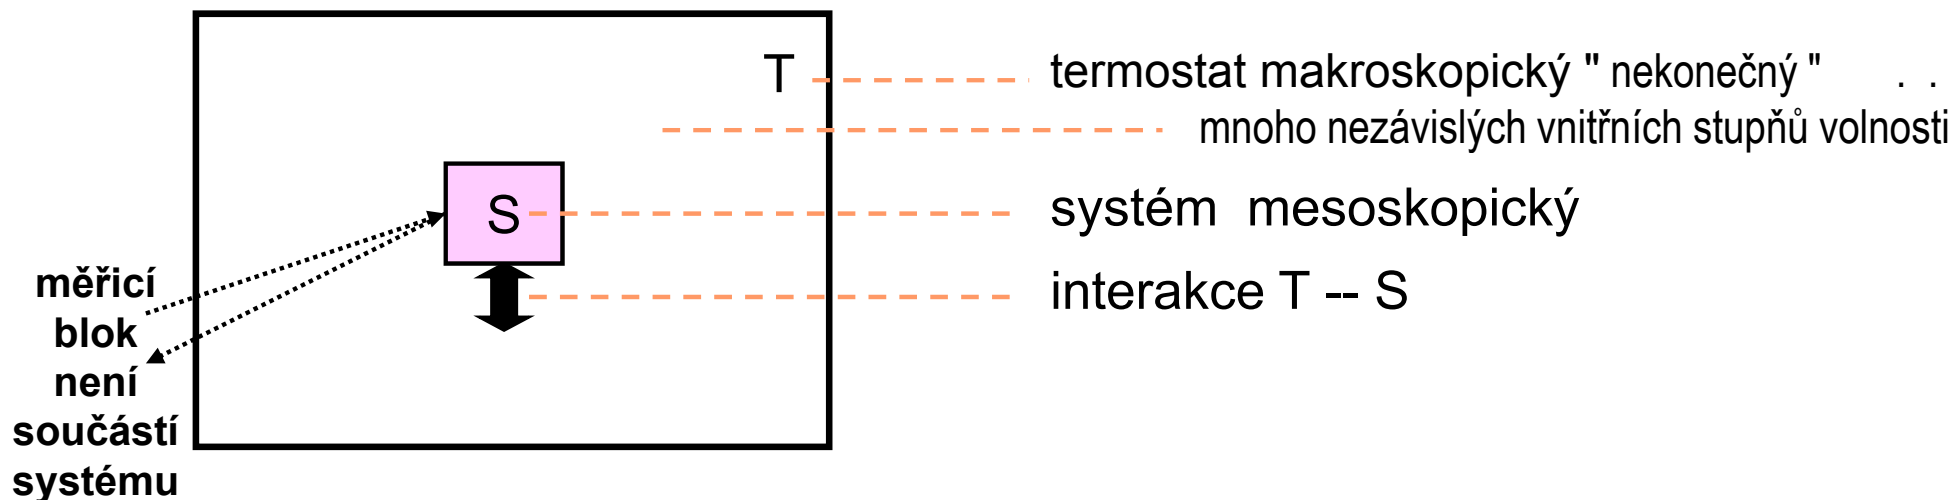 T
termostat makroskopický " nekonečný " . .
mnoho nezávislých vnitřních stupňů volnosti
S
systém mesoskopický
interakce T -- S
měřicí
blok
není
součástí
systému